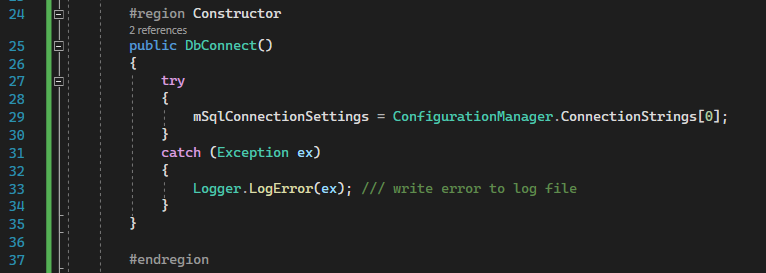 24 #region Constructor
2 references
25 public DbConnect()
26 {
27 try
28 {
29 mSqlConnectionSettings = ConfigurationManager.ConnectionStrings[0];
30 }
31 catch (Exception ex)
32 {
33 Logger.LogError(ex); /// write error to log file
34 }
35 }
36
37 #endregion